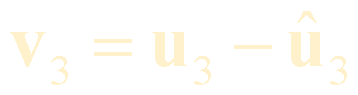 v₃ = u₃ − û₃